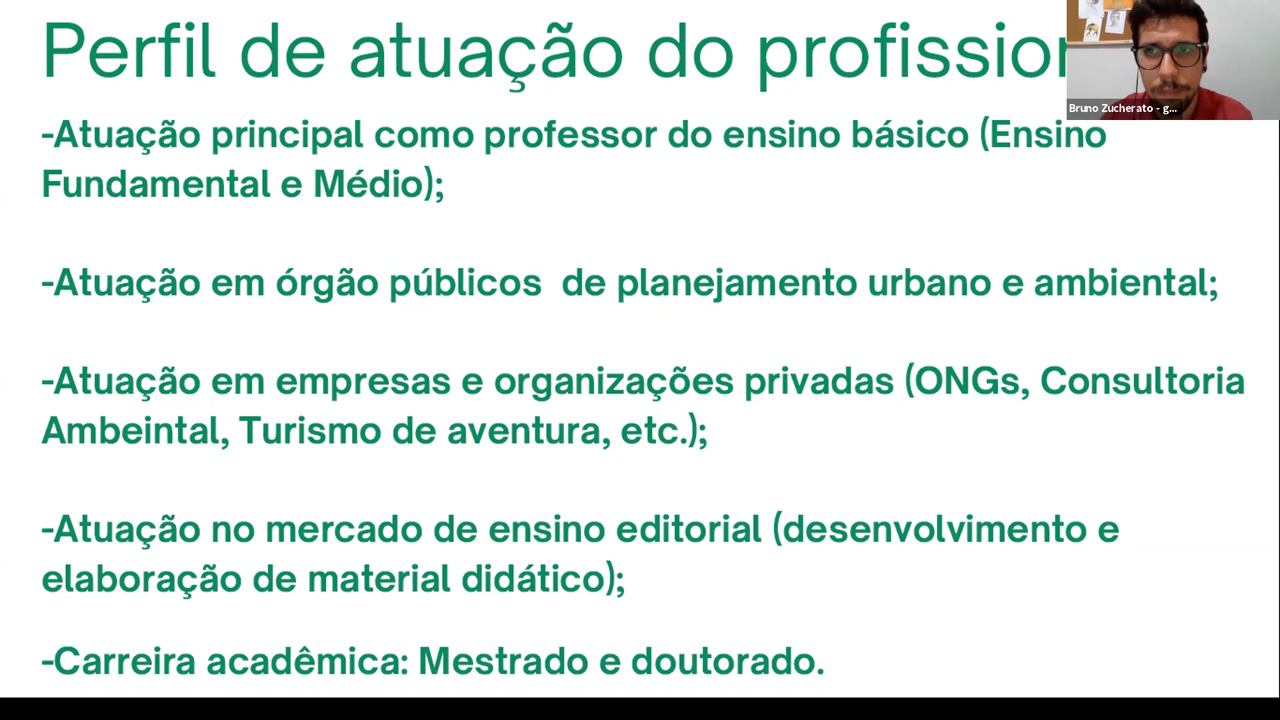 Perfil de atuação do profission
Bruno Zucherato - g...
-Atuação principal como professor do ensino básico (Ensino
Fundamental e Médio);
-Atuação em órgão públicos  de planejamento urbano e ambiental;
-Atuação em empresas e organizações privadas (ONGs, Consultoria
Ambeintal, Turismo de aventura, etc.);
-Atuação no mercado de ensino editorial (desenvolvimento e
elaboração de material didático);
-Carreira acadêmica: Mestrado e doutorado.